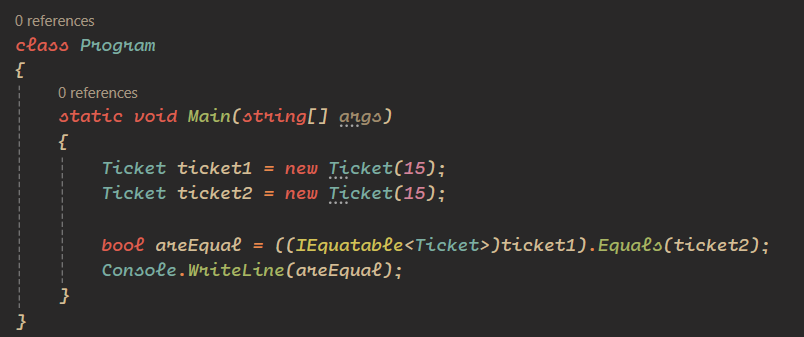 0 references
class Program
{
0 references
static void Main(string[] args)
{
Ticket ticket1 = new Ticket(15);
Ticket ticket2 = new Ticket(15);
bool areEqual = ((IEquatable<Ticket>)ticket1).Equals(ticket2);
Console.WriteLine(areEqual);
}
}